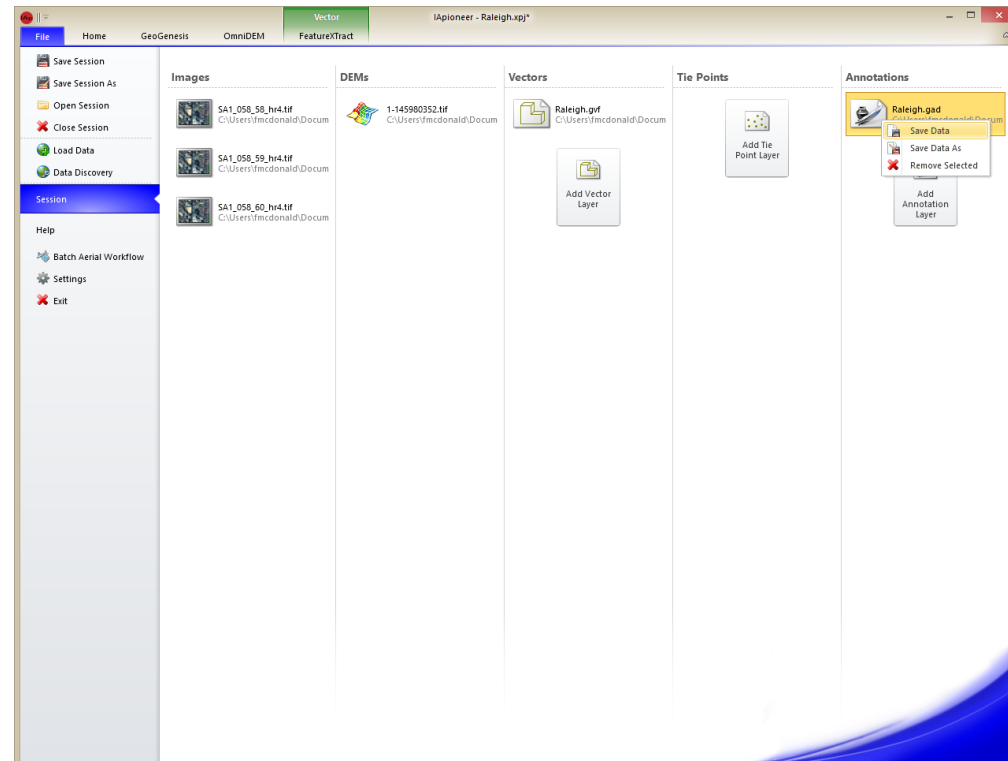 IAp
Vector
IApioneer - Raleigh.xpj*
File
Home
GeoGenesis
OmniDEM
FeatureXTract
Save Session
Save Session As
Open Session
Close Session
Load Data
Data Discovery
Session
Help
Batch Aerial Workflow
Settings
Exit
Images
SA1_058_58_hr4.tif
C:\Users\fmcdonald\Docum
SA1_058_59_hr4.tif
C:\Users\fmcdonald\Docum
SA1_058_60_hr4.tif
C:\Users\fmcdonald\Docum
DEMs
1-145980352.tif
C:\Users\fmcdonald\Docum
Vectors
Raleigh.gvf
C:\Users\fmcdonald\Docum
Add Vector
Layer
Tie Points
Add Tie
Point Layer
Annotations
Raleigh.gad
C:\Users\fmcdonald\Docum
Save Data
Save Data As
Remove Selected
Add
Annotation
Layer